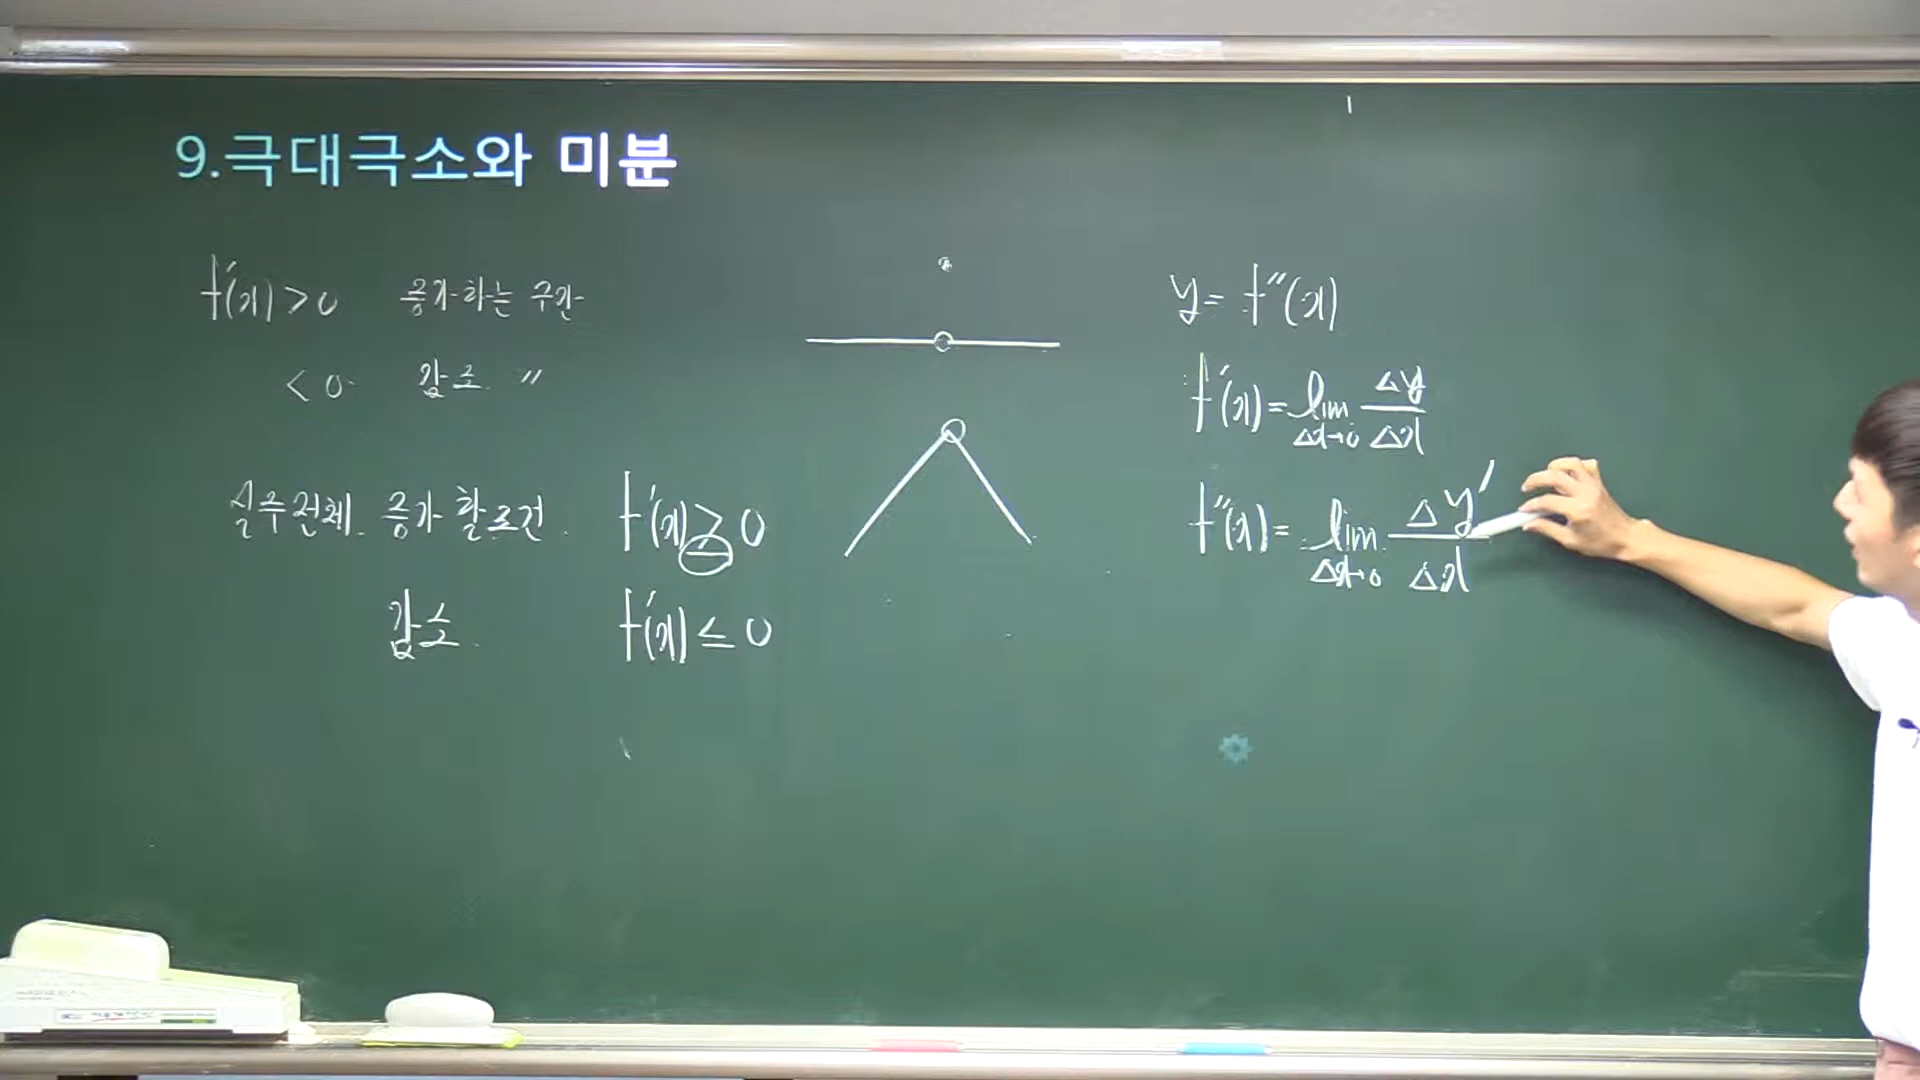 9.극대극소와 미분
f'(x)>0 증가하는 구간
<0 감소 〃
실수전체 증가 할 조건 f'(x)≥0
감소 f'(x)≤0
y=f''(x)
f'(x)=lim Δx→0 Δy/Δx
f''(x)=lim Δx→0 Δy'/Δx